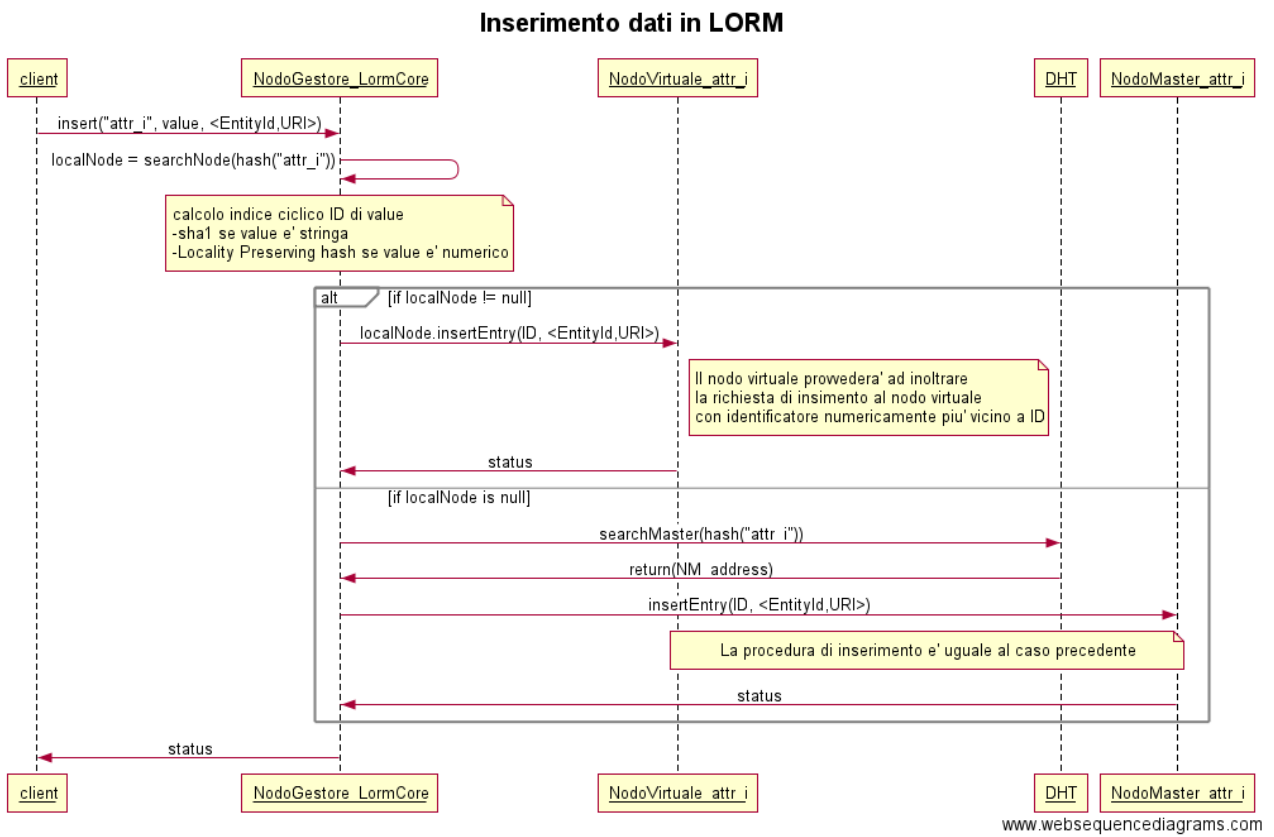 Inserimento dati in LORM
client
NodoGestore_LormCore
NodoVirtuale_attr_i
DHT
NodoMaster_attr_i
insert("attr_i", value, <EntityId,URI>)
localNode = searchNode(hash("attr_i"))
calcolo indice ciclico ID di value
-sha1 se value e' stringa
-Locality Preserving hash se value e' numerico
alt
[if localNode != null]
localNode.insertEntry(ID, <EntityId,URI>)
Il nodo virtuale provvedera' ad inoltrare
la richiesta di insimento al nodo virtuale
con identificatore numericamente piu' vicino a ID
status
[if localNode is null]
searchMaster(hash("attr_i"))
return(NM_address)
insertEntry(ID, <EntityId,URI>)
La procedura di inserimento e' uguale al caso precedente
status
status
client
NodoGestore_LormCore
NodoVirtuale_attr_i
DHT
NodoMaster_attr_i
www.websequencediagrams.com